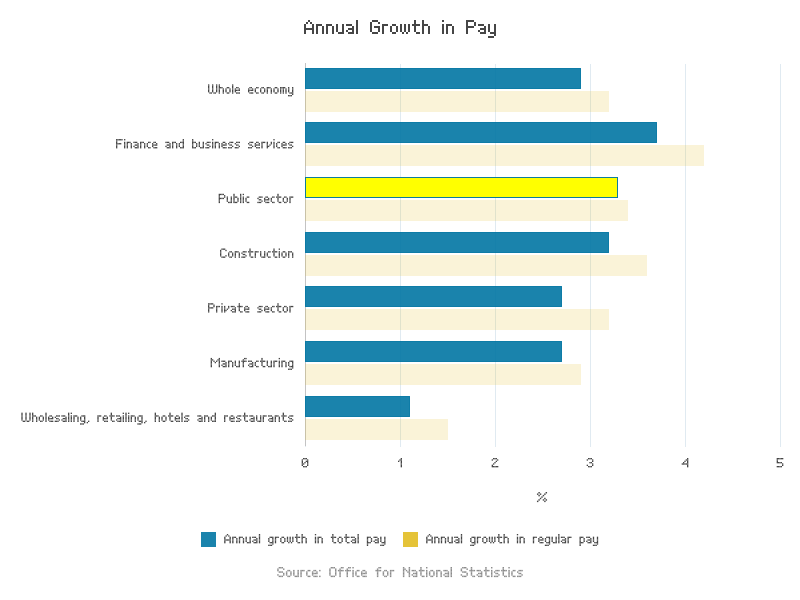 Annual Growth in Pay
Whole economy
Finance and business services
Public sector
Construction
Private sector
Manufacturing
Wholesaling, retailing, hotels and restaurants
0 1 2 3 4 5
%
Annual growth in total pay Annual growth in regular pay
Source: Office for National Statistics